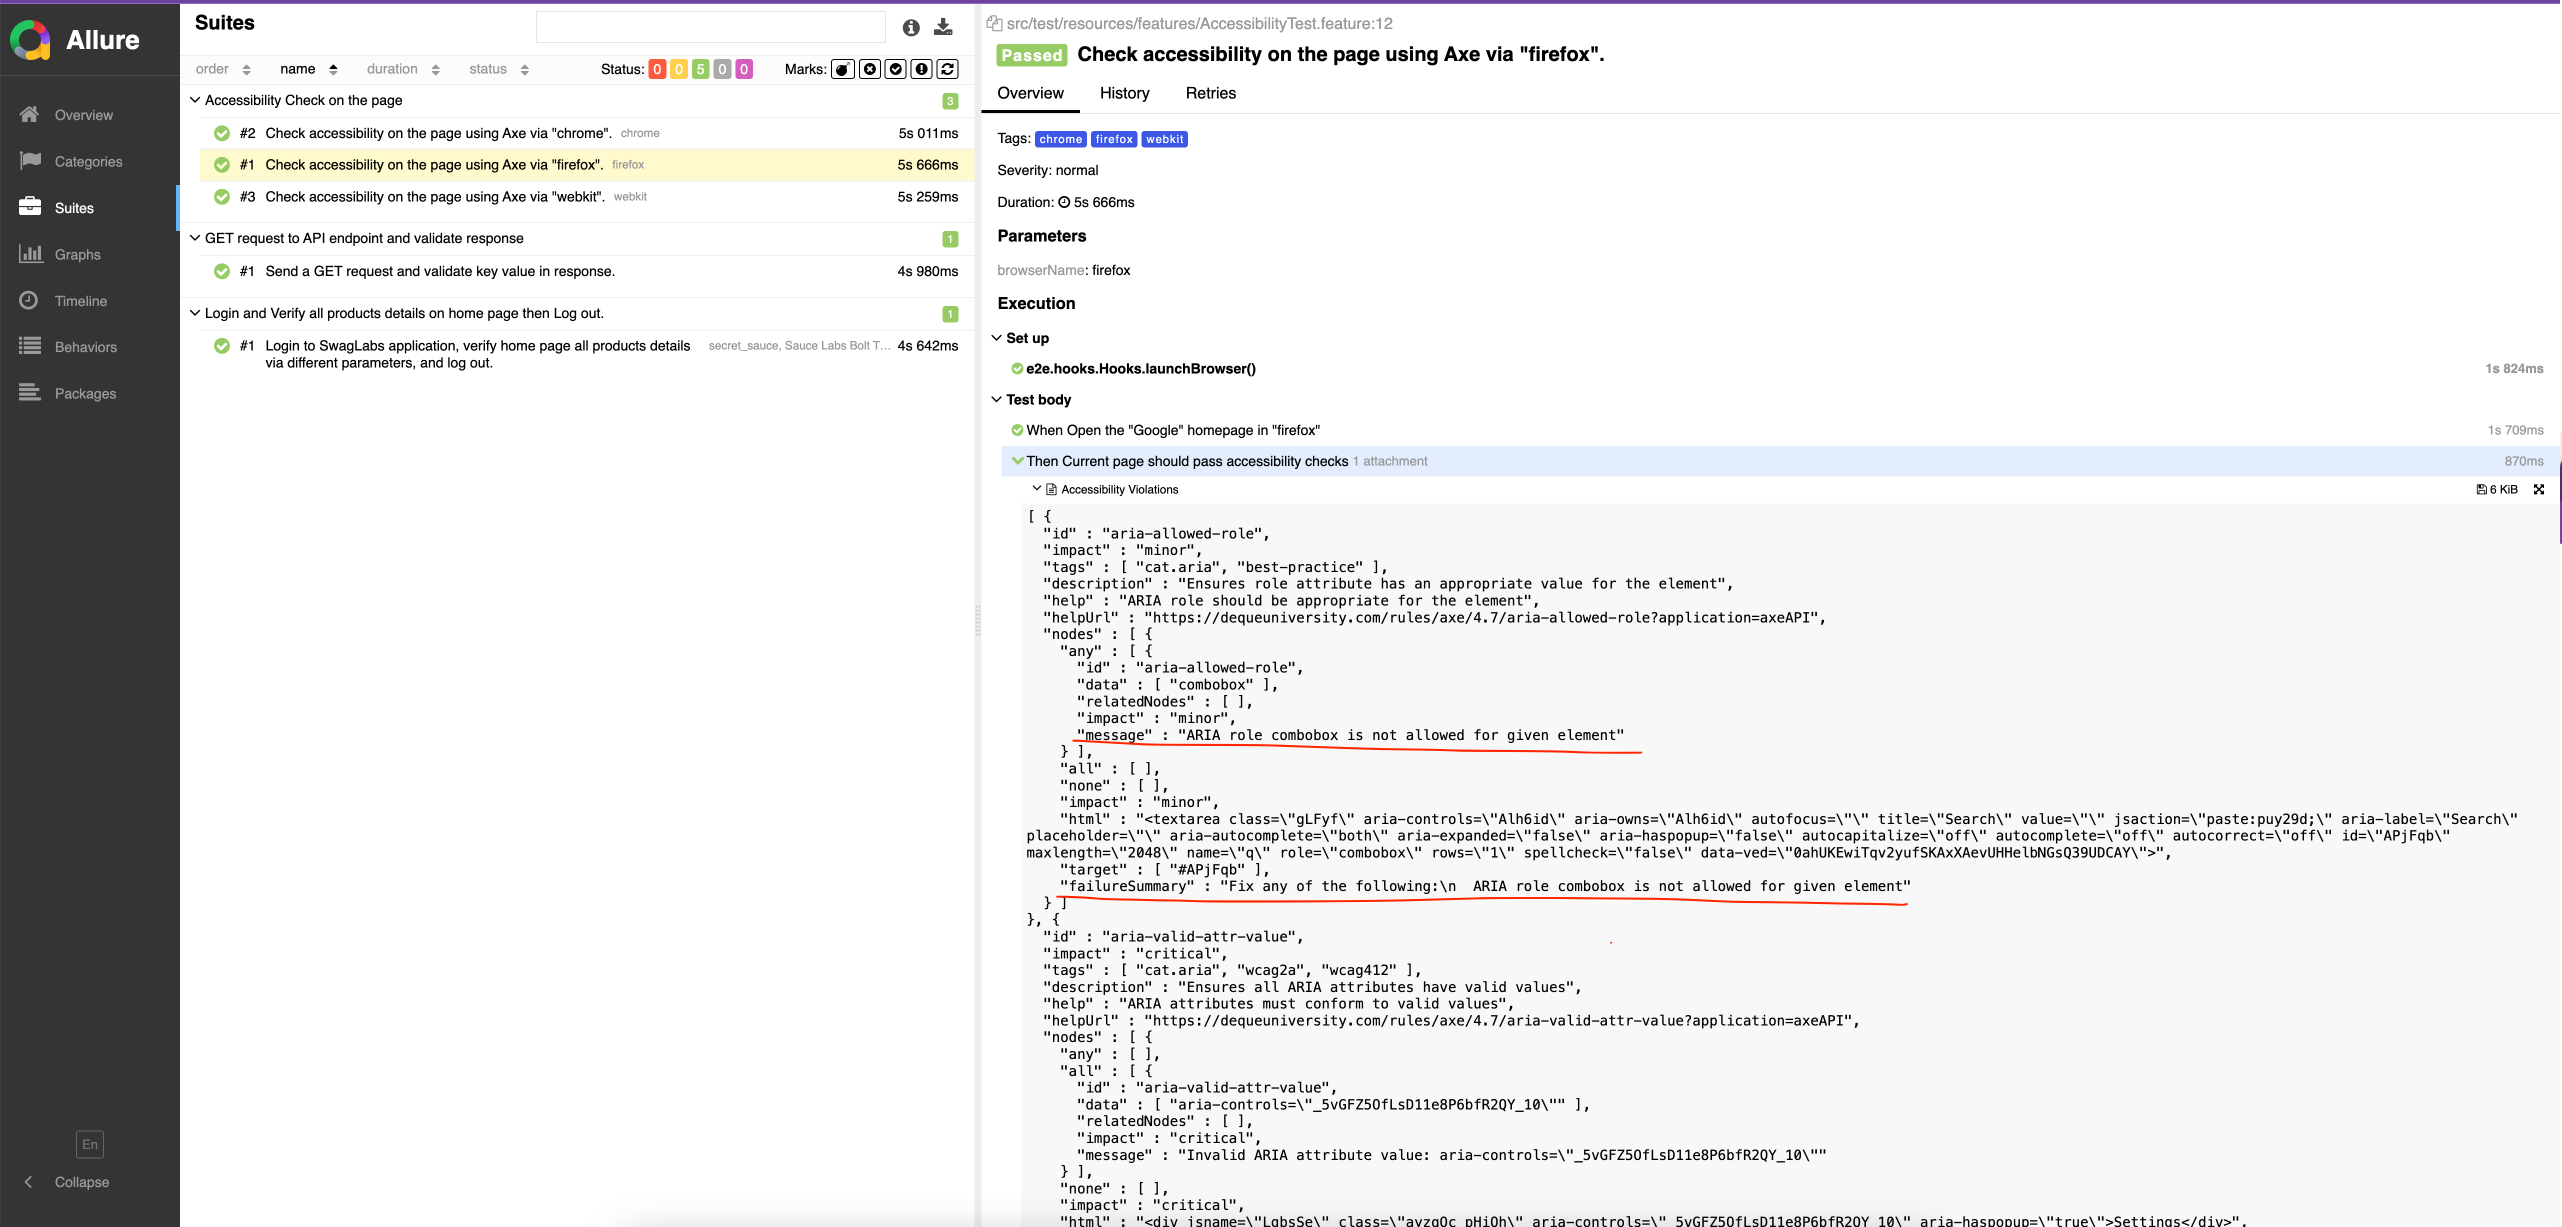 Allure
Overview
Categories
Suites
Graphs
Timeline
Behaviors
Packages
En
Collapse
Suites
order name duration status Status: 0 0 5 0 0 Marks:
Accessibility Check on the page 3
#2 Check accessibility on the page using Axe via "chrome". chrome 5s 011ms
#1 Check accessibility on the page using Axe via "firefox". firefox 5s 666ms
#3 Check accessibility on the page using Axe via "webkit". webkit 5s 259ms
GET request to API endpoint and validate response 1
#1 Send a GET request and validate key value in response. 4s 980ms
Login and Verify all products details on home page then Log out. 1
#1 Login to SwagLabs application, verify home page all products details secret_sauce, Sauce Labs Bolt T... 4s 642ms
via different parameters, and log out.
src/test/resources/features/AccessibilityTest.feature:12
Passed Check accessibility on the page using Axe via "firefox".
Overview History Retries
Tags: chrome firefox webkit
Severity: normal
Duration: 5s 666ms
Parameters
browserName: firefox
Execution
Set up
e2e.hooks.Hooks.launchBrowser() 1s 824ms
Test body
When Open the "Google" homepage in "firefox" 1s 709ms
Then Current page should pass accessibility checks 1 attachment 870ms
Accessibility Violations 6 KiB
[ {
"id" : "aria-allowed-role",
"impact" : "minor",
"tags" : [ "cat.aria", "best-practice" ],
"description" : "Ensures role attribute has an appropriate value for the element",
"help" : "ARIA role should be appropriate for the element",
"helpUrl" : "https://dequeuniversity.com/rules/axe/4.7/aria-allowed-role?application=axeAPI",
"nodes" : [ {
"any" : [ {
"id" : "aria-allowed-role",
"data" : [ "combobox" ],
"relatedNodes" : [ ],
"impact" : "minor",
"message" : "ARIA role combobox is not allowed for given element"
} ],
"all" : [ ],
"none" : [ ],
"impact" : "minor",
"html" : "<textarea class=\"gLFyf\" aria-controls=\"Alh6id\" aria-owns=\"Alh6id\" autofocus=\"\" title=\"Search\" value=\"\" jsaction=\"paste:puy29d;\" aria-label=\"Search\"
placeholder=\"\" aria-autocomplete=\"both\" aria-expanded=\"false\" aria-haspopup=\"false\" autocapitalize=\"off\" autocomplete=\"off\" autocorrect=\"off\" id=\"APjFqb\"
maxlength=\"2048\" name=\"q\" role=\"combobox\" rows=\"1\" spellcheck=\"false\" data-ved=\"0ahUKEwiTqv2yufSKAxXAevUHHelbNGsQ39UDCAY\">",
"target" : [ "#APjFqb" ],
"failureSummary" : "Fix any of the following:\n  ARIA role combobox is not allowed for given element"
} ]
}, {
"id" : "aria-valid-attr-value",
"impact" : "critical",
"tags" : [ "cat.aria", "wcag2a", "wcag412" ],
"description" : "Ensures all ARIA attributes have valid values",
"help" : "ARIA attributes must conform to valid values",
"helpUrl" : "https://dequeuniversity.com/rules/axe/4.7/aria-valid-attr-value?application=axeAPI",
"nodes" : [ {
"any" : [ ],
"all" : [ {
"id" : "aria-valid-attr-value",
"data" : [ "aria-controls=\"_5vGFZ5OfLsD11e8P6bfR2QY_10\"" ],
"relatedNodes" : [ ],
"impact" : "critical",
"message" : "Invalid ARIA attribute value: aria-controls=\"_5vGFZ5OfLsD11e8P6bfR2QY_10\""
} ],
"none" : [ ],
"impact" : "critical",
"html" : "<div jsname=\"LgbsSe\" class=\"ayzqOc pHiOh\" aria-controls=\"_5vGFZ5OfLsD11e8P6bfR2QY_10\" aria-haspopup=\"true\">Settings</div>",